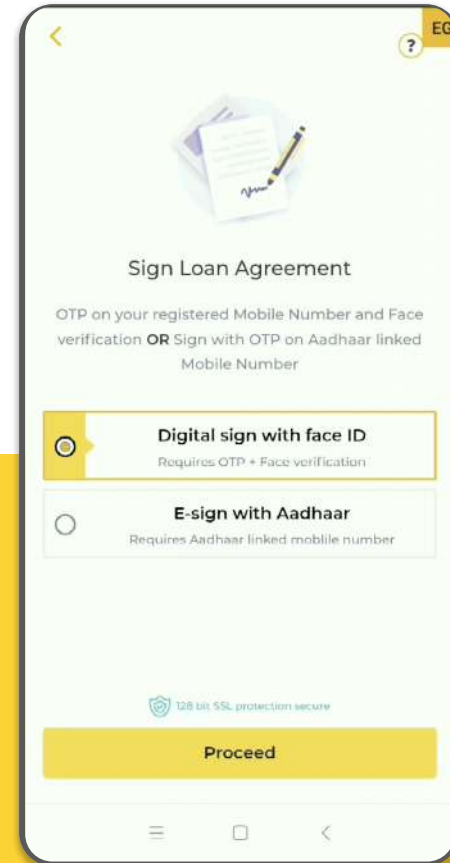 EG
?
Sign Loan Agreement
OTP on your registered Mobile Number and Face
verification OR Sign with OTP on Aadhaar linked
Mobile Number
Digital sign with face ID
Requires OTP + Face verification
E-sign with Aadhaar
Requires Aadhaar linked moblile number
128 bit SSL protection secure
Proceed